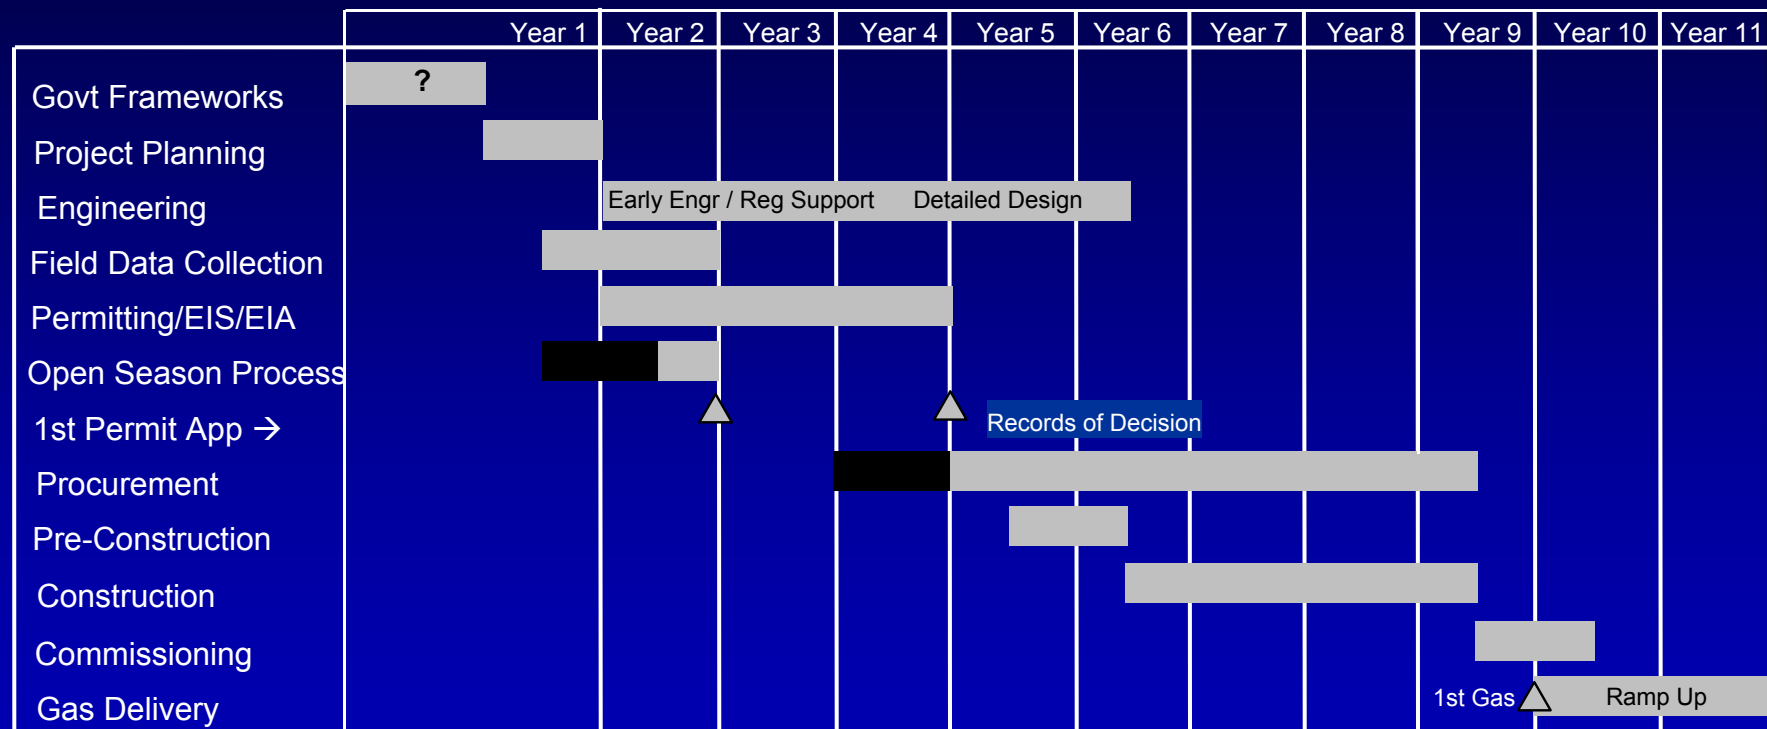 Year 1 Year 2 Year 3 Year 4 Year 5 Year 6 Year 7 Year 8 Year 9 Year 10 Year 11
Govt Frameworks ?
Project Planning
Engineering Early Engr / Reg Support Detailed Design
Field Data Collection
Permitting/EIS/EIA
Open Season Process
1st Permit App → Records of Decision
Procurement
Pre-Construction
Construction
Commissioning
Gas Delivery 1st Gas Ramp Up